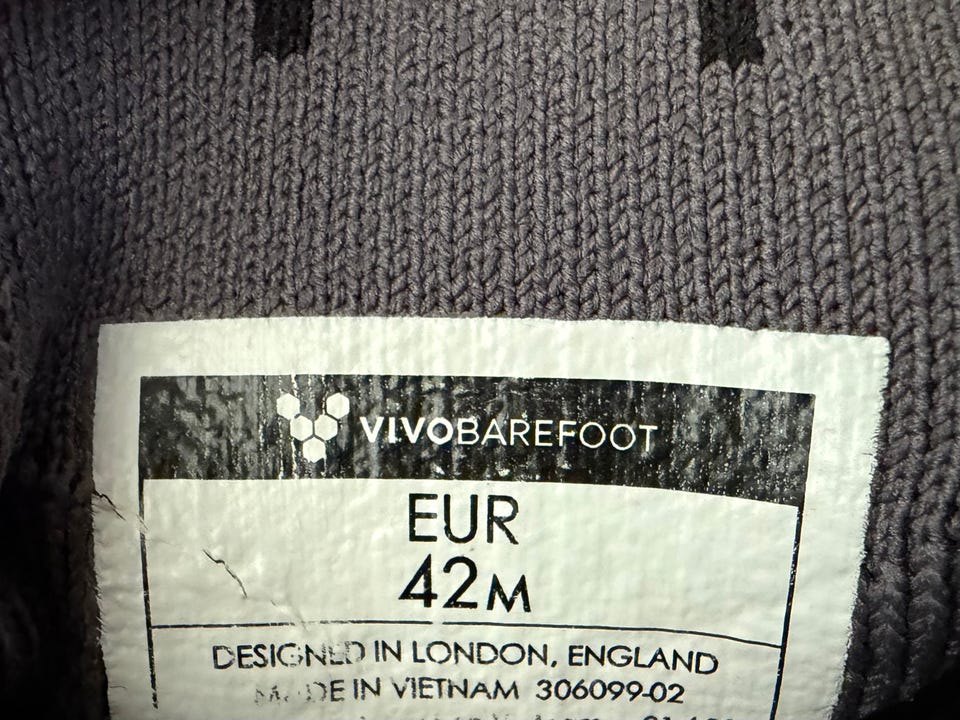 VIVOBAREFOOT
EUR
42M
DESIGNED IN LONDON, ENGLAND
MADE IN VIETNAM 306099-02